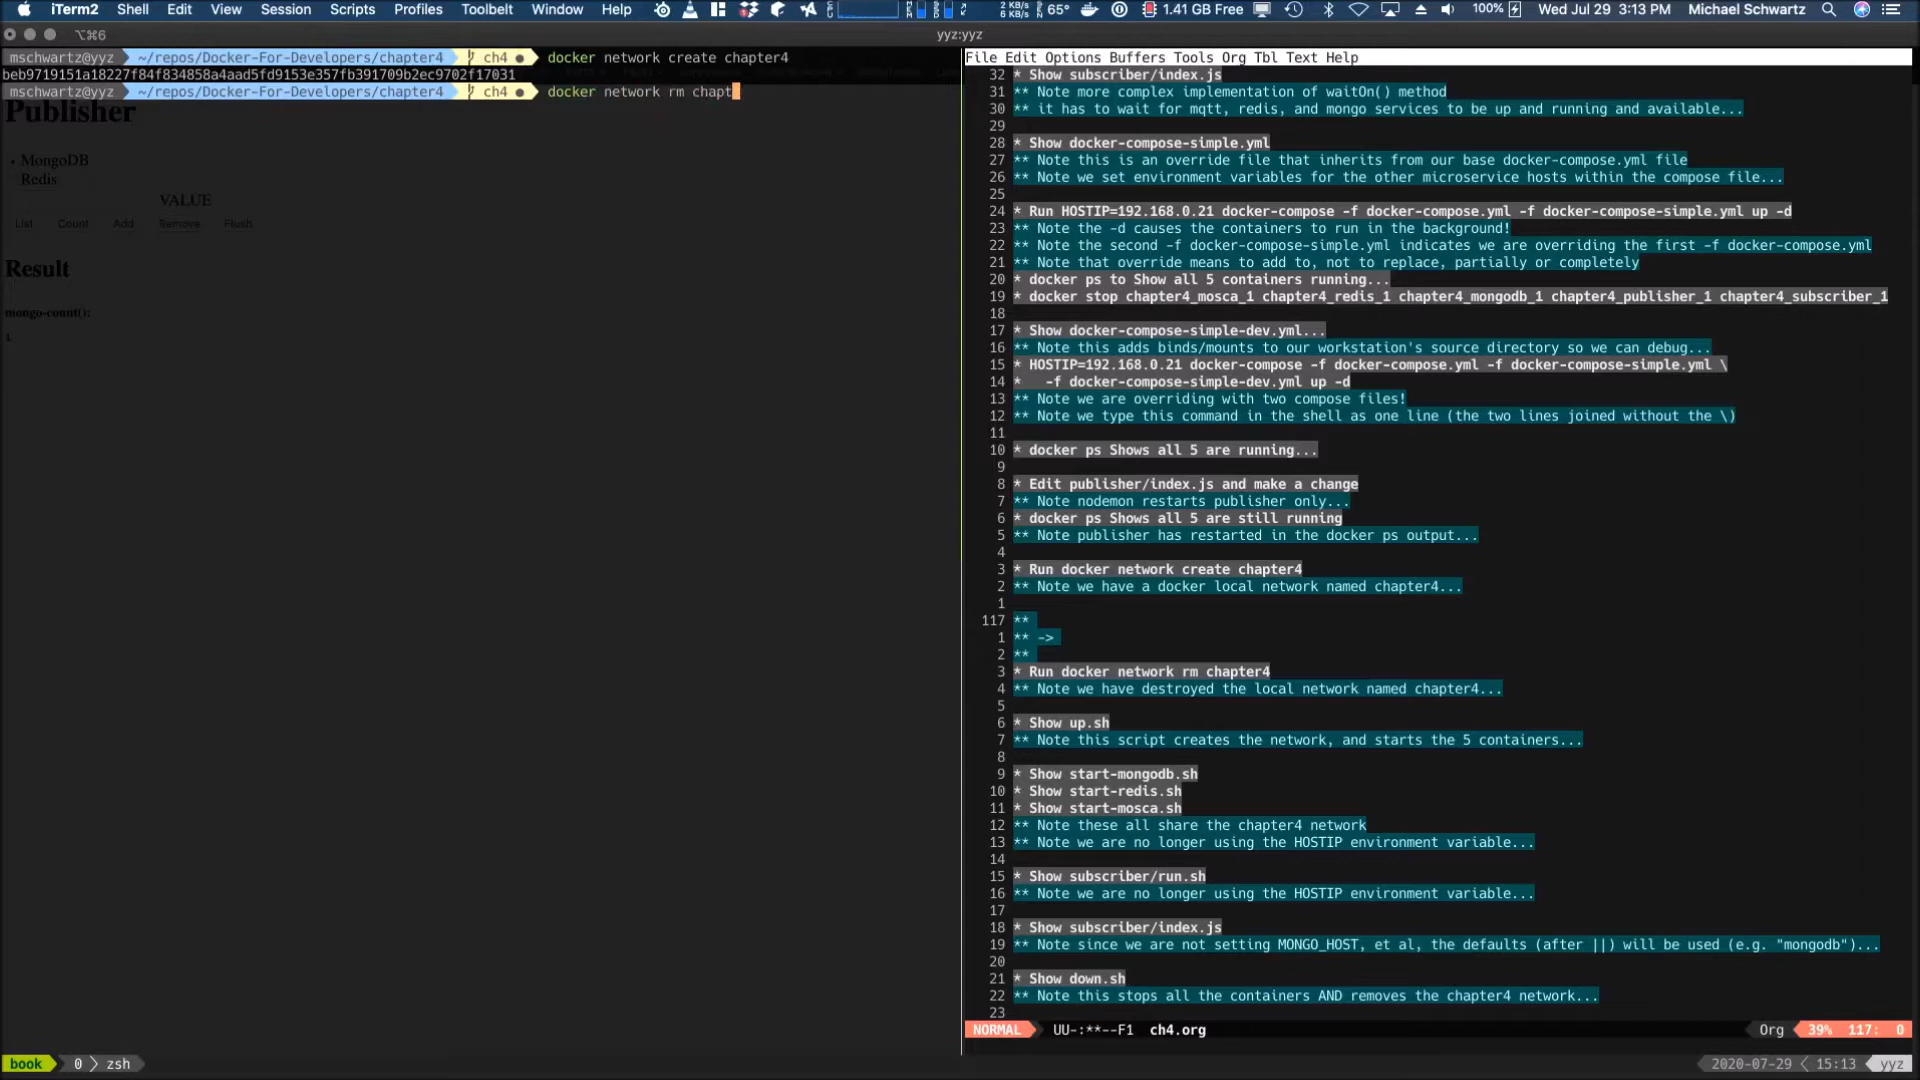 iTerm2 Shell Edit View Session Scripts Profiles Toolbelt Window Help 2 KB/s 6 KB/s 65° 1.41 GB Free 100% Wed Jul 29 3:13 PM Michael Schwartz
⌥⌘6 yyz:yyz
mschwartz@yyz ~/repos/Docker-For-Developers/chapter4 ch4 ● docker network create chapter4
beb9719151a18227f84f834858a4aad5fd9153e357fb391709b2ec9702f17031
mschwartz@yyz ~/repos/Docker-For-Developers/chapter4 ch4 ● docker network rm chapt
Publisher
• MongoDB
Redis
VALUE
List Count Add Remove Flush
Result
mongo-count():
1
File Edit Options Buffers Tools Org Tbl Text Help
32 * Show subscriber/index.js
31 ** Note more complex implementation of waitOn() method
30 ** it has to wait for mqtt, redis, and mongo services to be up and running and available...
29
28 * Show docker-compose-simple.yml
27 ** Note this is an override file that inherits from our base docker-compose.yml file
26 ** Note we set environment variables for the other microservice hosts within the compose file...
25
24 * Run HOSTIP=192.168.0.21 docker-compose -f docker-compose.yml -f docker-compose-simple.yml up -d
23 ** Note the -d causes the containers to run in the background!
22 ** Note the second -f docker-compose-simple.yml indicates we are overriding the first -f docker-compose.yml
21 ** Note that override means to add to, not to replace, partially or completely
20 * docker ps to Show all 5 containers running...
19 * docker stop chapter4_mosca_1 chapter4_redis_1 chapter4_mongodb_1 chapter4_publisher_1 chapter4_subscriber_1
18
17 * Show docker-compose-simple-dev.yml...
16 ** Note this adds binds/mounts to our workstation's source directory so we can debug...
15 * HOSTIP=192.168.0.21 docker-compose -f docker-compose.yml -f docker-compose-simple.yml \
14 * -f docker-compose-simple-dev.yml up -d
13 ** Note we are overriding with two compose files!
12 ** Note we type this command in the shell as one line (the two lines joined without the \)
11
10 * docker ps Shows all 5 are running...
9
8 * Edit publisher/index.js and make a change
7 ** Note nodemon restarts publisher only...
6 * docker ps Shows all 5 are still running
5 ** Note publisher has restarted in the docker ps output...
4
3 * Run docker network create chapter4
2 ** Note we have a docker local network named chapter4...
1
117 **
1 ** ->
2 **
3 * Run docker network rm chapter4
4 ** Note we have destroyed the local network named chapter4...
5
6 * Show up.sh
7 ** Note this script creates the network, and starts the 5 containers...
8
9 * Show start-mongodb.sh
10 * Show start-redis.sh
11 * Show start-mosca.sh
12 ** Note these all share the chapter4 network
13 ** Note we are no longer using the HOSTIP environment variable...
14
15 * Show subscriber/run.sh
16 ** Note we are no longer using the HOSTIP environment variable...
17
18 * Show subscriber/index.js
19 ** Note since we are not setting MONGO_HOST, et al, the defaults (after ||) will be used (e.g. "mongodb")...
20
21 * Show down.sh
22 ** Note this stops all the containers AND removes the chapter4 network...
23
NORMAL UU-:**--F1 ch4.org Org 39% 117: 0
book 0 zsh 2020-07-29 15:13 yyz